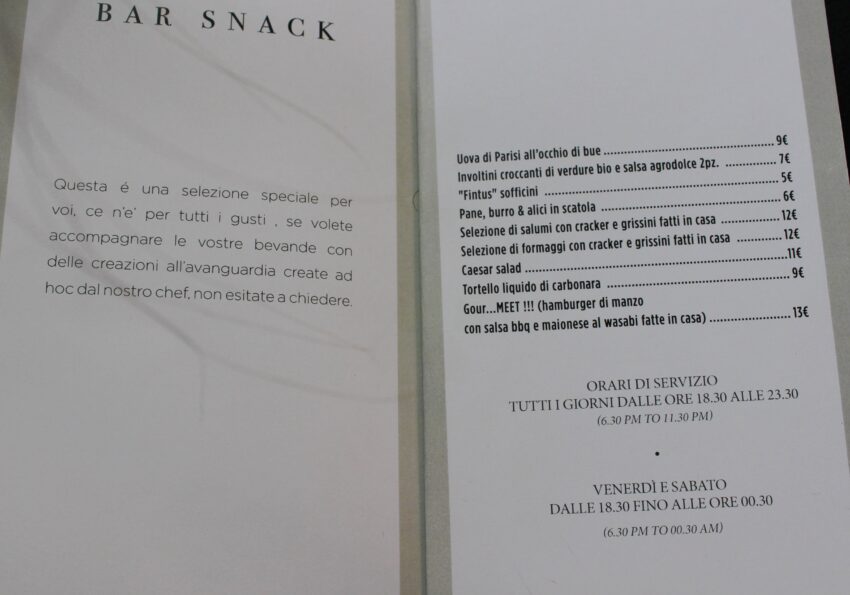 BAR SNACK
Questa é una selezione speciale per
voi, ce n'e' per tutti i gusti , se volete
accompagnare le vostre bevande con
delle creazioni all'avanguardia create ad
hoc dal nostro chef, non esitate a chiedere.
Uova di Parisi all'occhio di bue ................................................ 9€
Involtini croccanti di verdure bio e salsa agrodolce 2pz. .............. 7€
"Fintus" sofficini ................................................................ 5€
Pane, burro & alici in scatola .................................................. 6€
Selezione di salumi con cracker e grissini fatti in casa ............... 12€
Selezione di formaggi con cracker e grissini fatti in casa ............ 12€
Caesar salad ......................................................................11€
Tortello liquido di carbonara .................................................. 9€
Gour...MEET !!! (hamburger di manzo
con salsa bbq e maionese al wasabi fatte in casa) ...................... 13€
ORARI DI SERVIZIO
TUTTI I GIORNI DALLE ORE 18.30 ALLE 23.30
(6.30 PM TO 11.30 PM)
•
VENERDÌ E SABATO
DALLE 18.30 FINO ALLE ORE 00.30
(6.30 PM TO 00.30 AM)